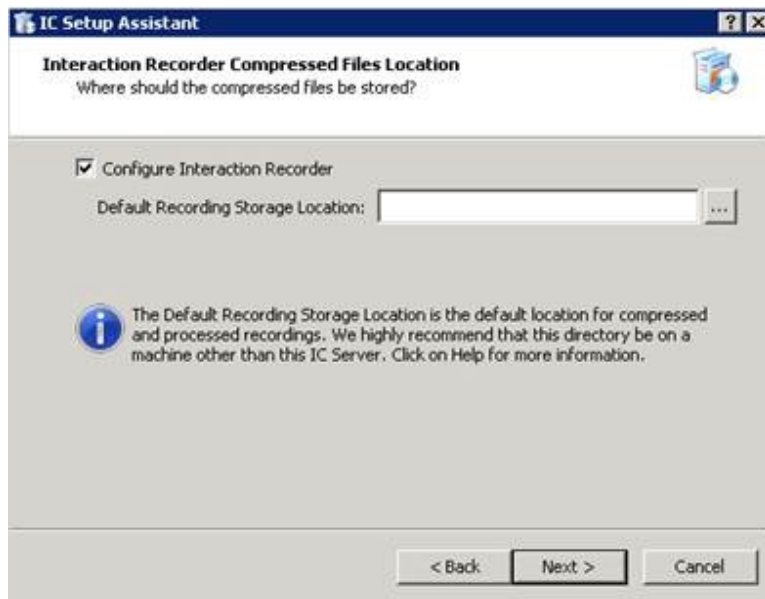 IC Setup Assistant
Interaction Recorder Compressed Files Location
Where should the compressed files be stored?
Configure Interaction Recorder
Default Recording Storage Location:
...
The Default Recording Storage Location is the default location for compressed
and processed recordings. We highly recommend that this directory be on a
machine other than this IC Server. Click on Help for more information.
< Back Next > Cancel